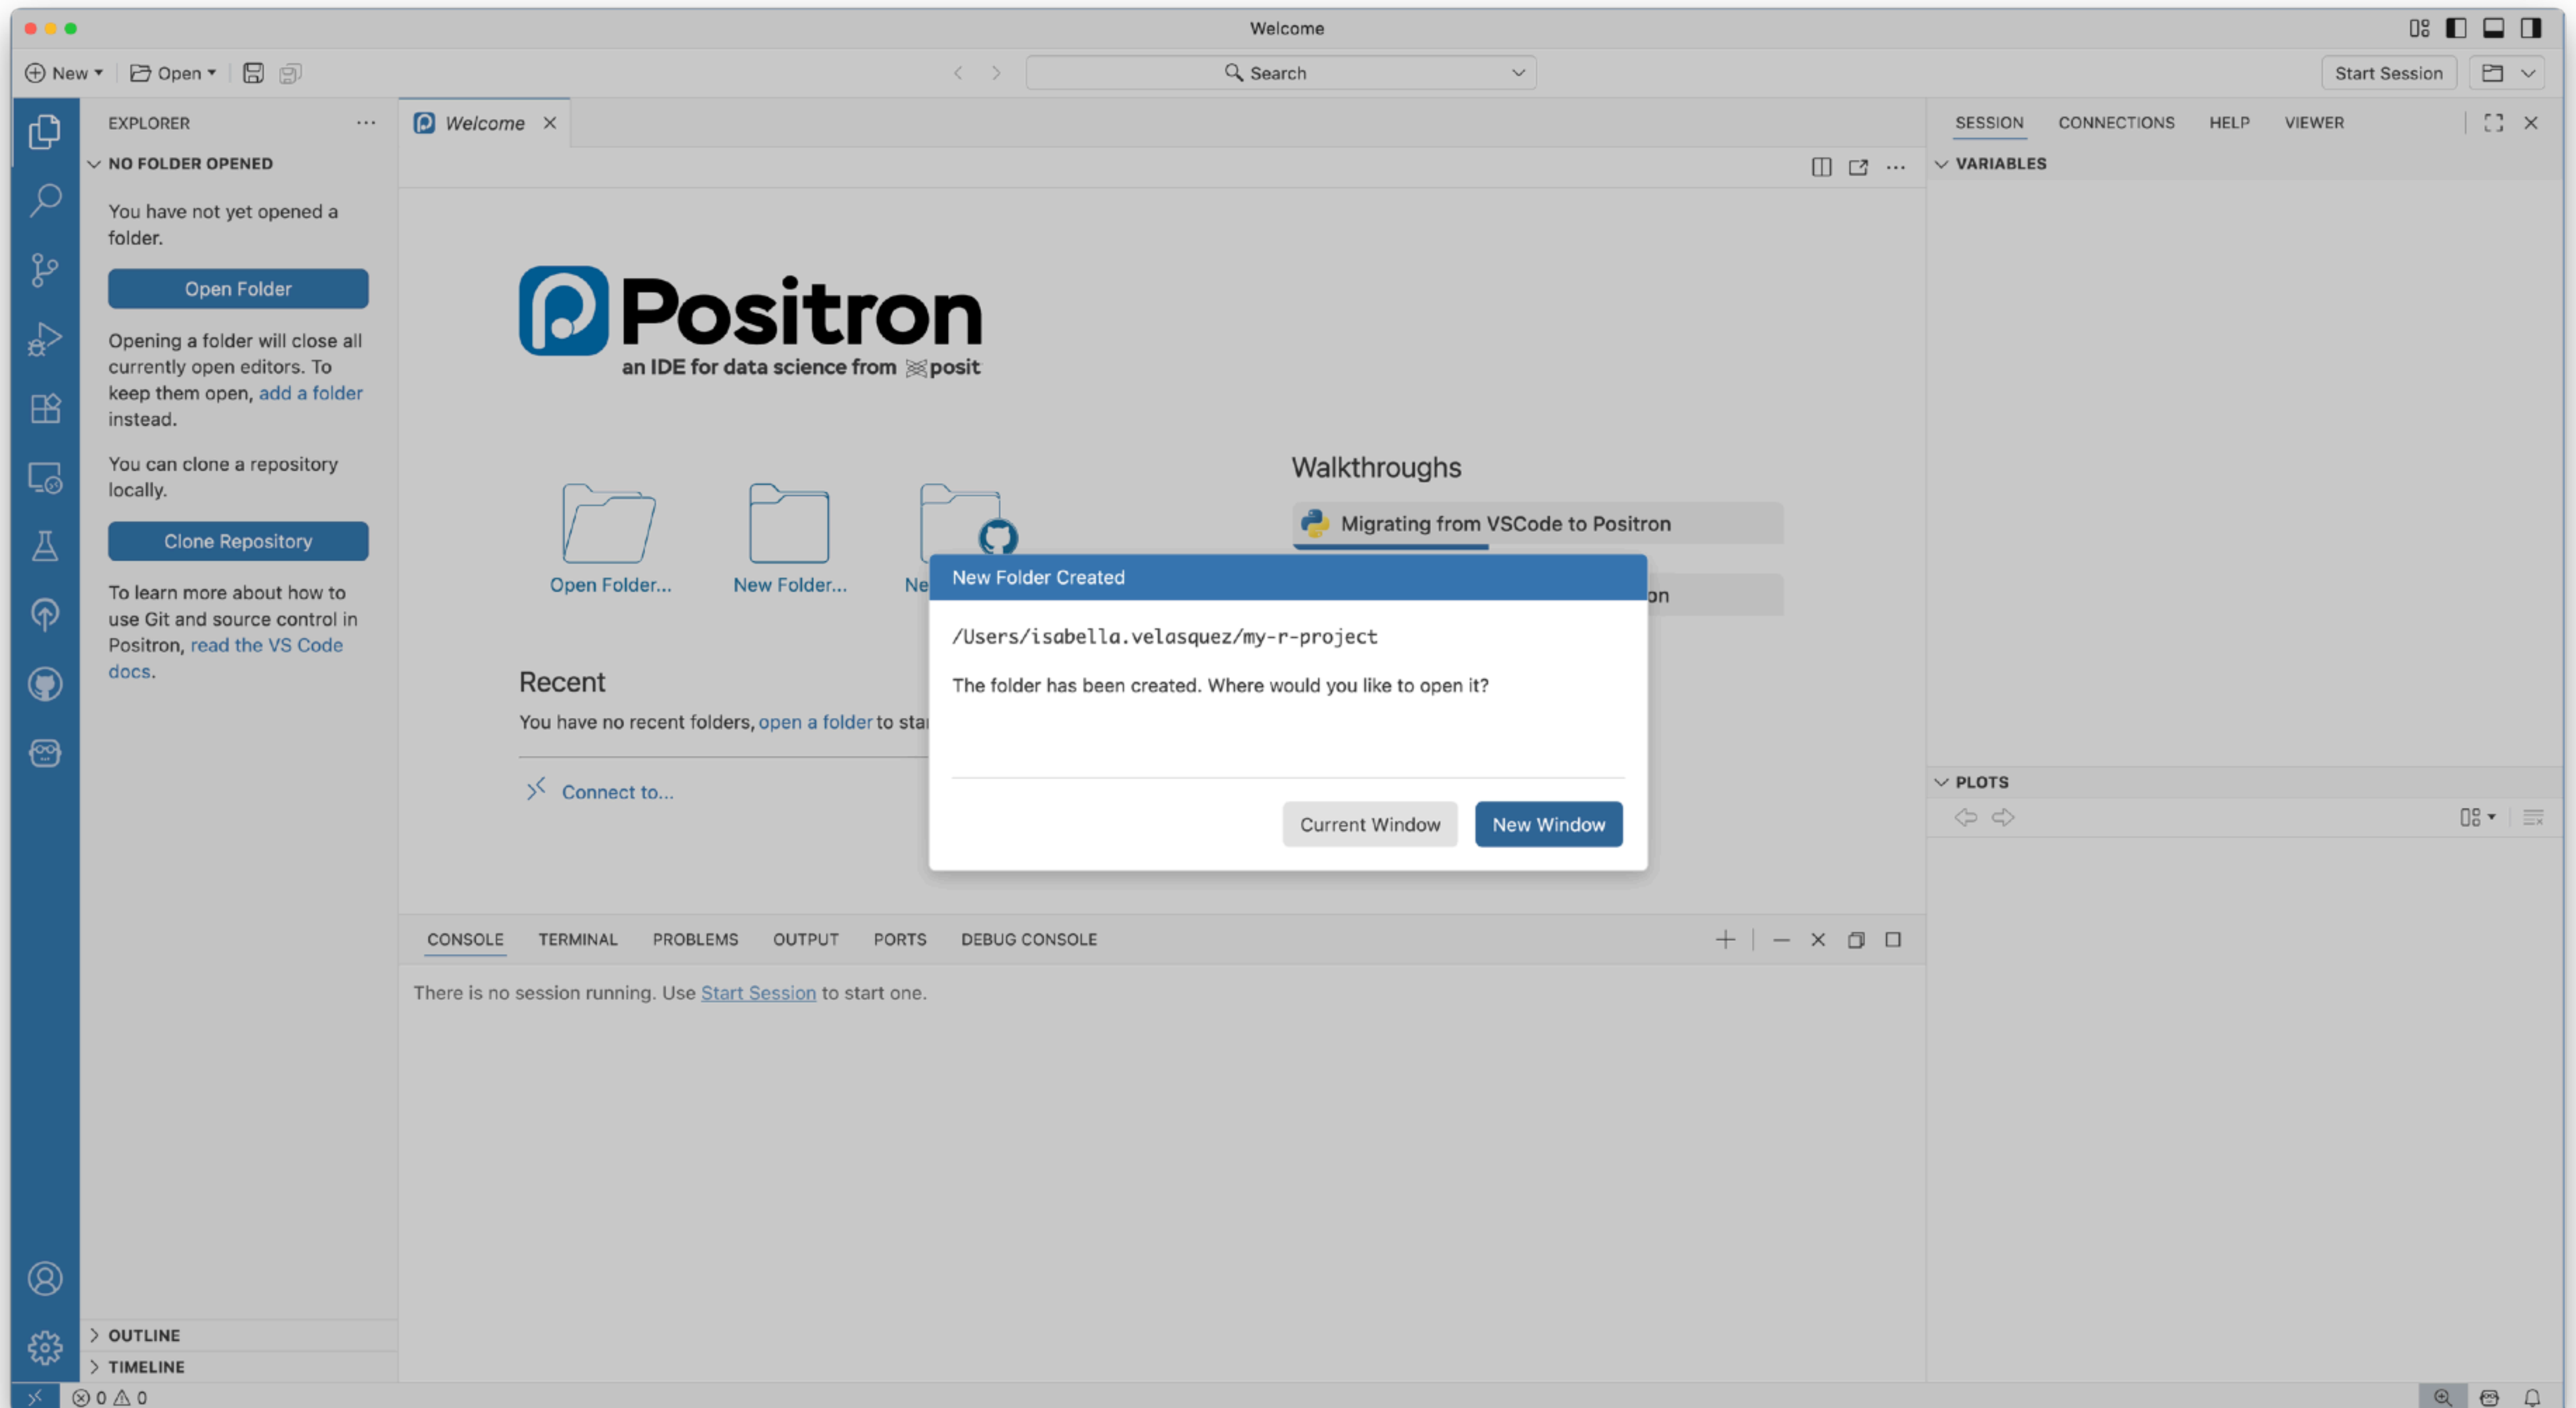 Welcome
New Open Search Start Session
EXPLORER
NO FOLDER OPENED
You have not yet opened a
folder.
Open Folder
Opening a folder will close all
currently open editors. To
keep them open, add a folder
instead.
You can clone a repository
locally.
Clone Repository
To learn more about how to
use Git and source control in
Positron, read the VS Code
docs.
OUTLINE
TIMELINE
0 0
Welcome
Positron
an IDE for data science from posit
Open Folder...
New Folder...
Ne
Walkthroughs
Migrating from VSCode to Positron
on
Recent
You have no recent folders, open a folder to sta
Connect to...
New Folder Created
/Users/isabella.velasquez/my-r-project
The folder has been created. Where would you like to open it?
Current Window New Window
CONSOLE TERMINAL PROBLEMS OUTPUT PORTS DEBUG CONSOLE
There is no session running. Use Start Session to start one.
SESSION CONNECTIONS HELP VIEWER
VARIABLES
PLOTS